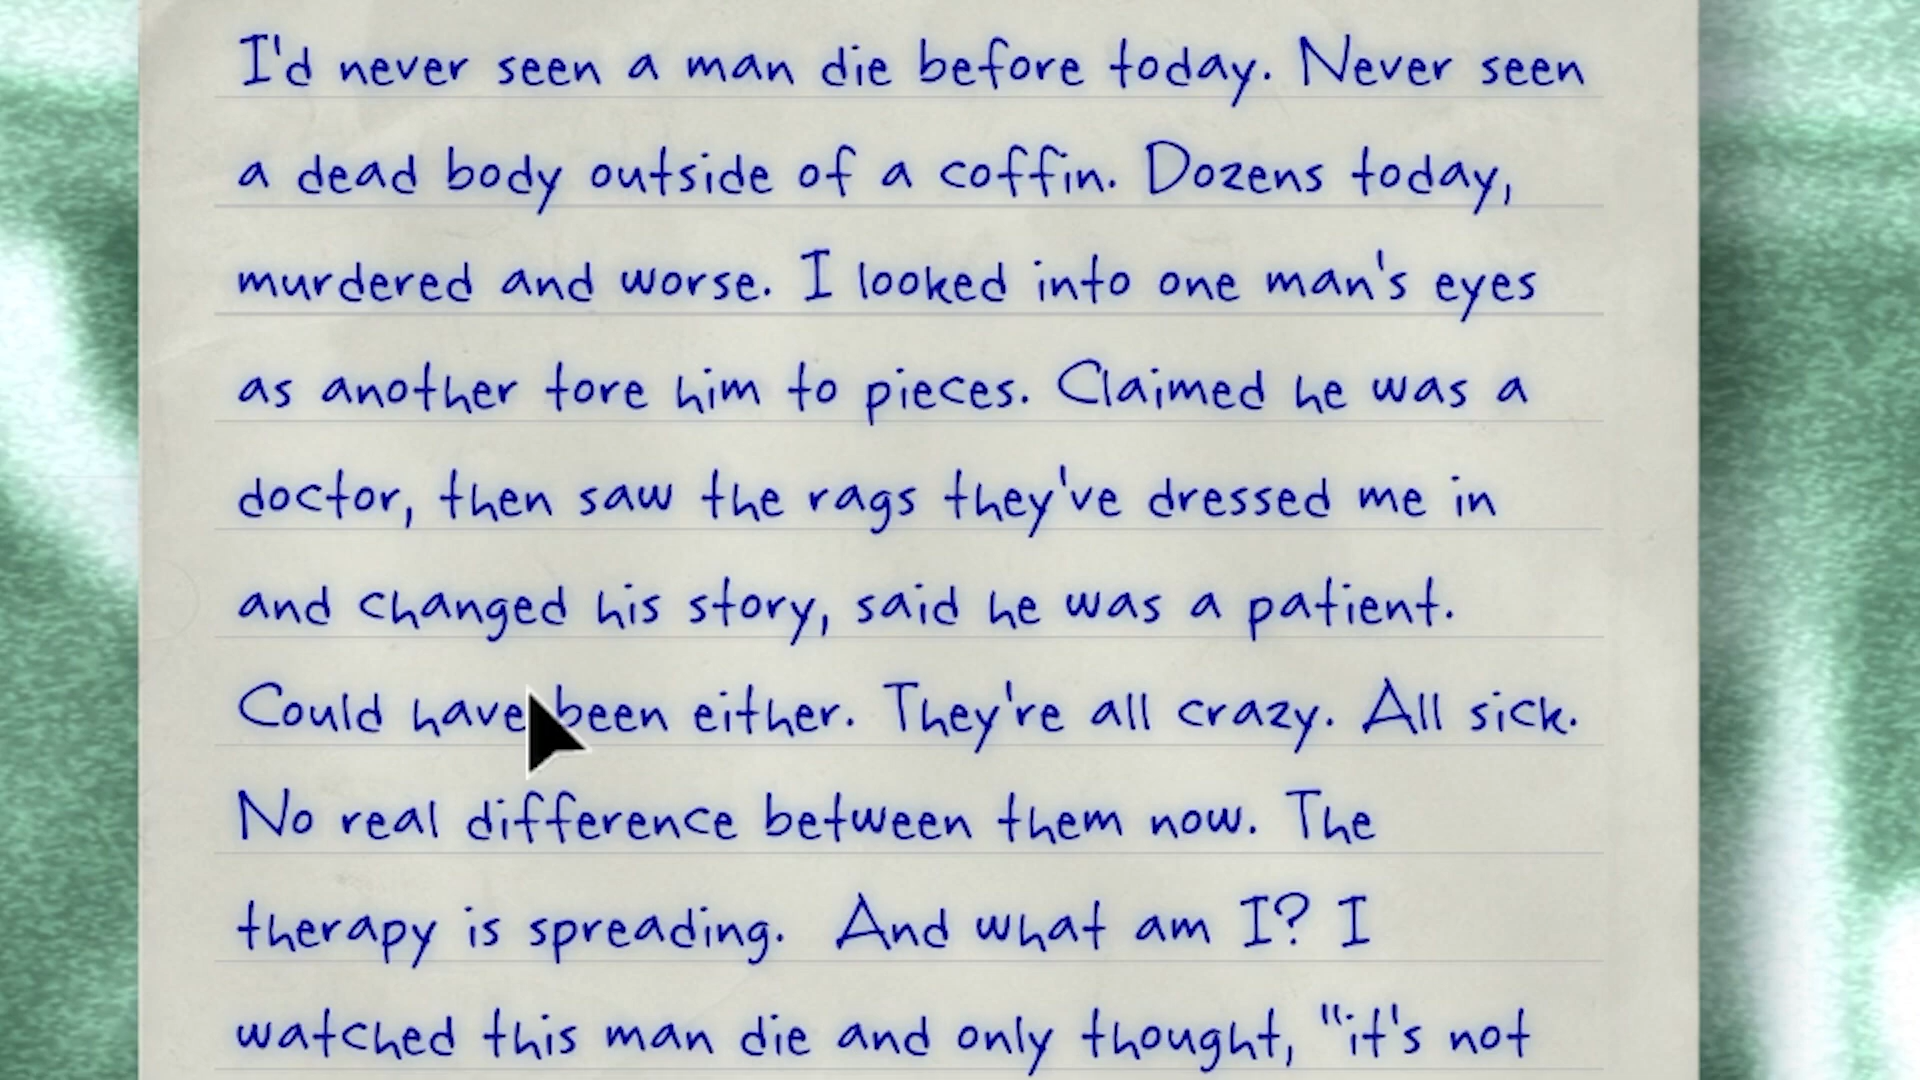 I'd never seen a man die before today. Never seen
a dead body outside of a coffin. Dozens today,
murdered and worse. I looked into one man's eyes
as another tore him to pieces. Claimed he was a
doctor, then saw the rags they've dressed me in
and changed his story, said he was a patient.
Could have been either. They're all crazy. All sick.
No real difference between them now. The
therapy is spreading. And what am I? I
watched this man die and only thought, "it's not